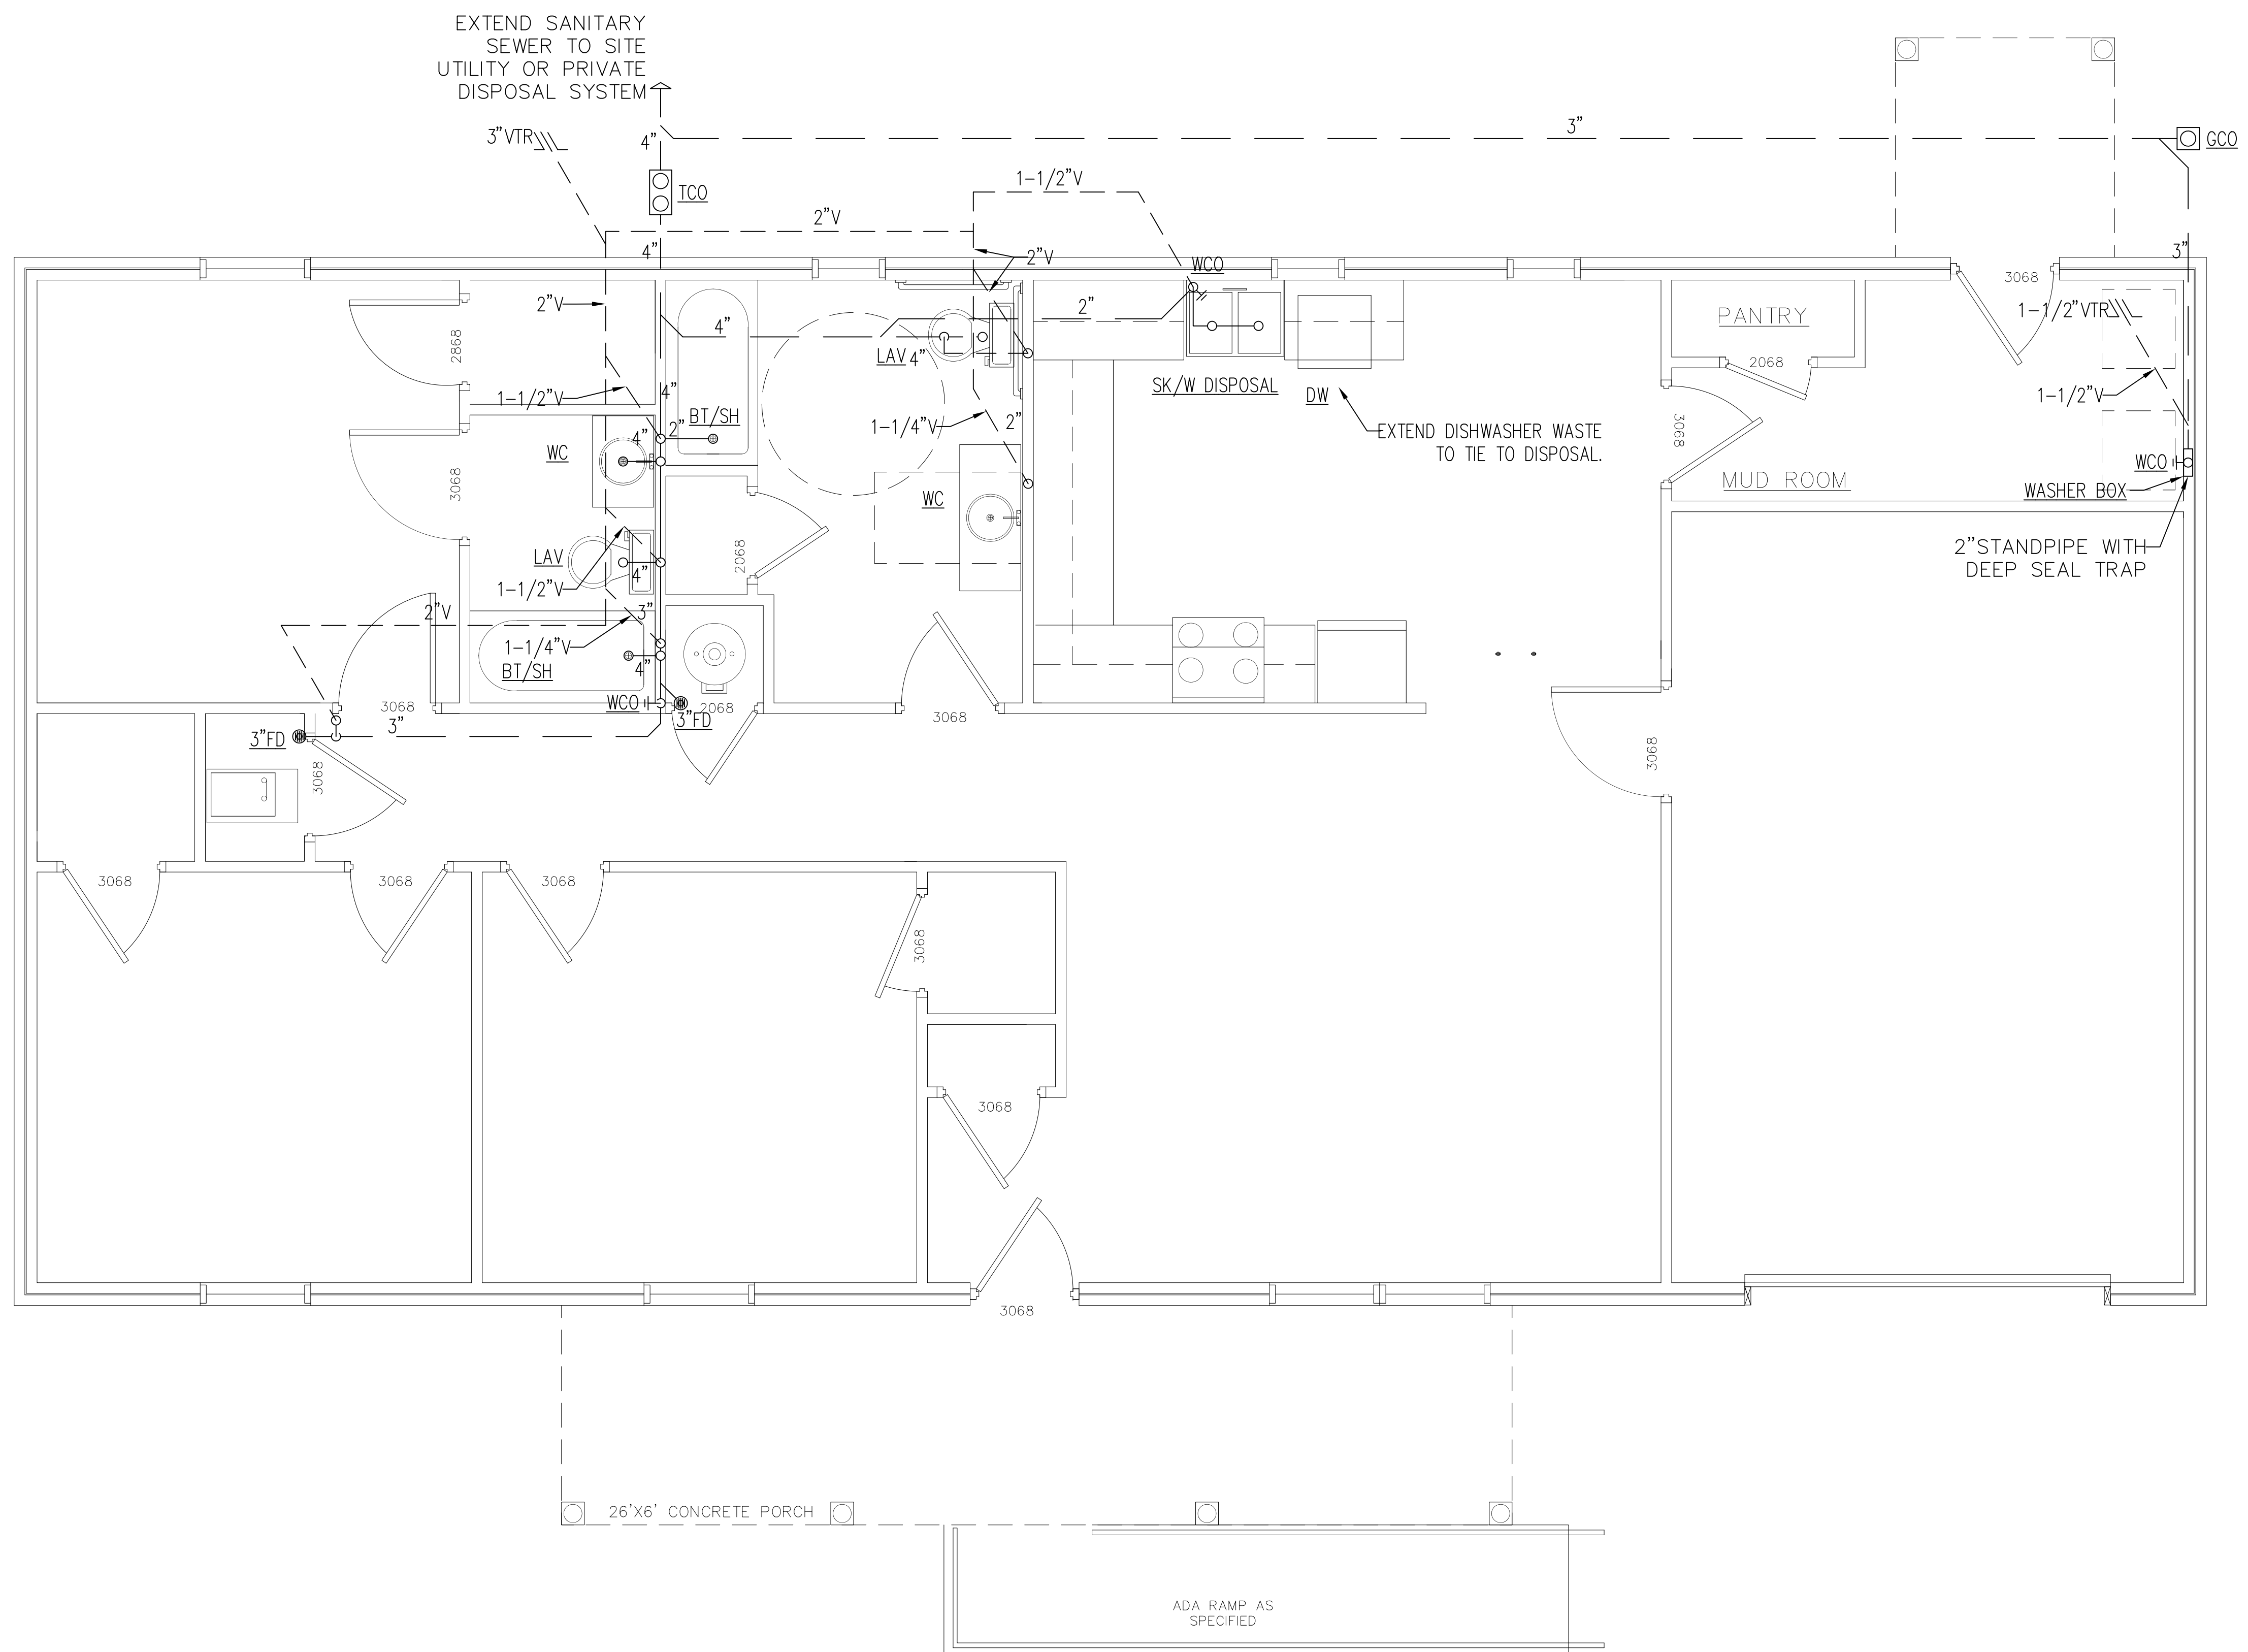 EXTEND SANITARY
SEWER TO SITE
UTILITY OR PRIVATE
DISPOSAL SYSTEM
3"VTR
4"
3"
GCO
TCO
1-1/2"V
2"V
4"
2"V
WCO
3"
3068
2"V
4"
2"
PANTRY
1-1/2"VTR
2868
LAV
4"
2068
1-1/2"V
4"
BT/SH
SK/W DISPOSAL
DW
1-1/2"V
2"
4"
1-1/4"V
2"
EXTEND DISHWASHER WASTE
TO TIE TO DISPOSAL.
3068
WC
3068
WC
MUD ROOM
WCO
WASHER BOX
LAV
2068
2"STANDPIPE WITH
DEEP SEAL TRAP
4"
1-1/2"V
2"V
3"
1-1/4"V
BT/SH
4"
WCO
3068
2068
3068
3"FD
3"
3"FD
3068
3068
3068
3068
3068
3068
3068
3068
26'X6' CONCRETE PORCH
ADA RAMP AS
SPECIFIED